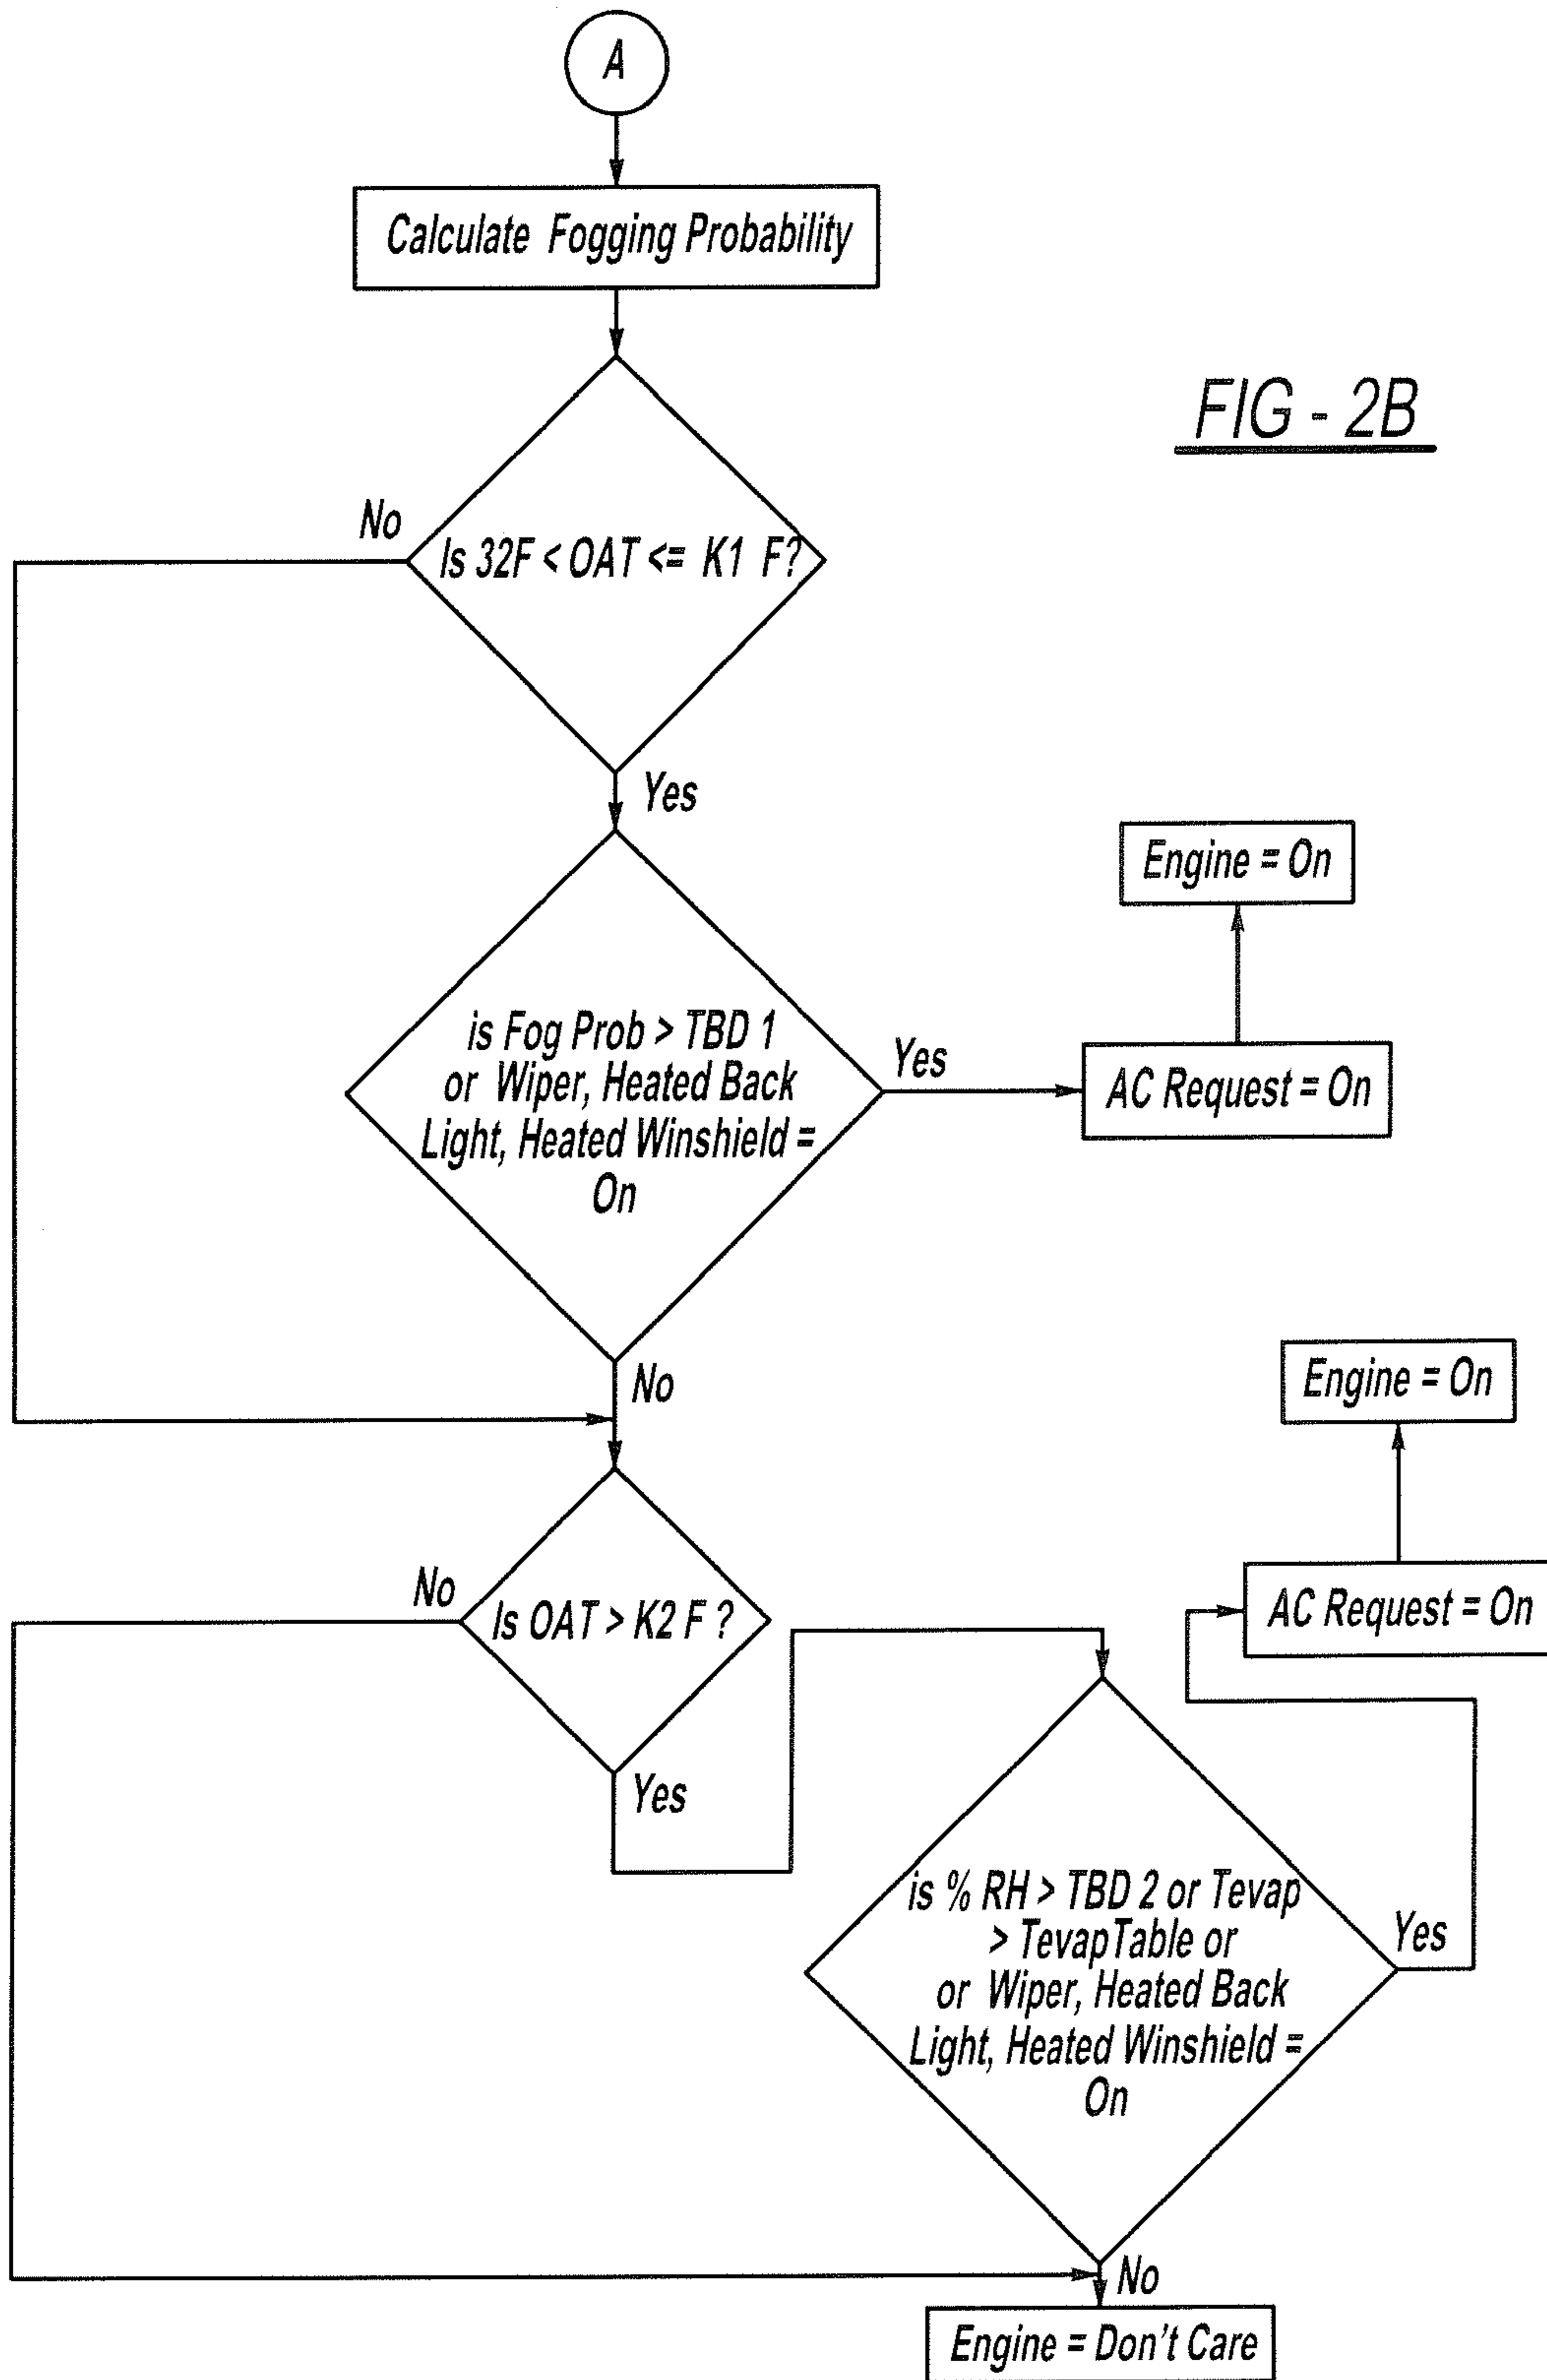 A
Calculate Fogging Probability
FIG - 2B
No
Is 32F < OAT <= K1 F?
Yes
Engine = On
is Fog Prob > TBD 1
or Wiper, Heated Back
Light, Heated Winshield =
On
Yes
AC Request = On
No
Engine = On
No
Is OAT > K2 F ?
AC Request = On
Yes
is % RH > TBD 2 or Tevap
> TevapTable or
or Wiper, Heated Back
Light, Heated Winshield =
On
Yes
No
Engine = Don't Care